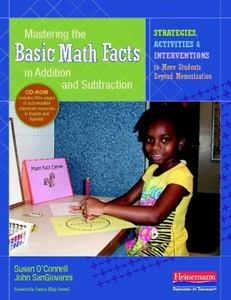 Mastering the
Basic Math Facts
in Addition
and Subtraction
STRATEGIES,
ACTIVITIES &
INTERVENTIONS
to Move Students
Beyond Memorization
CD-ROM
includes
pages
of customizable
classroom resources
in English and
Spanish
Math Fact Clever
Susan O'Connell
John SanGiovanni
Foreword by Francis (Skip) Fennell
Heinemann
DEDICATED TO TEACHERS